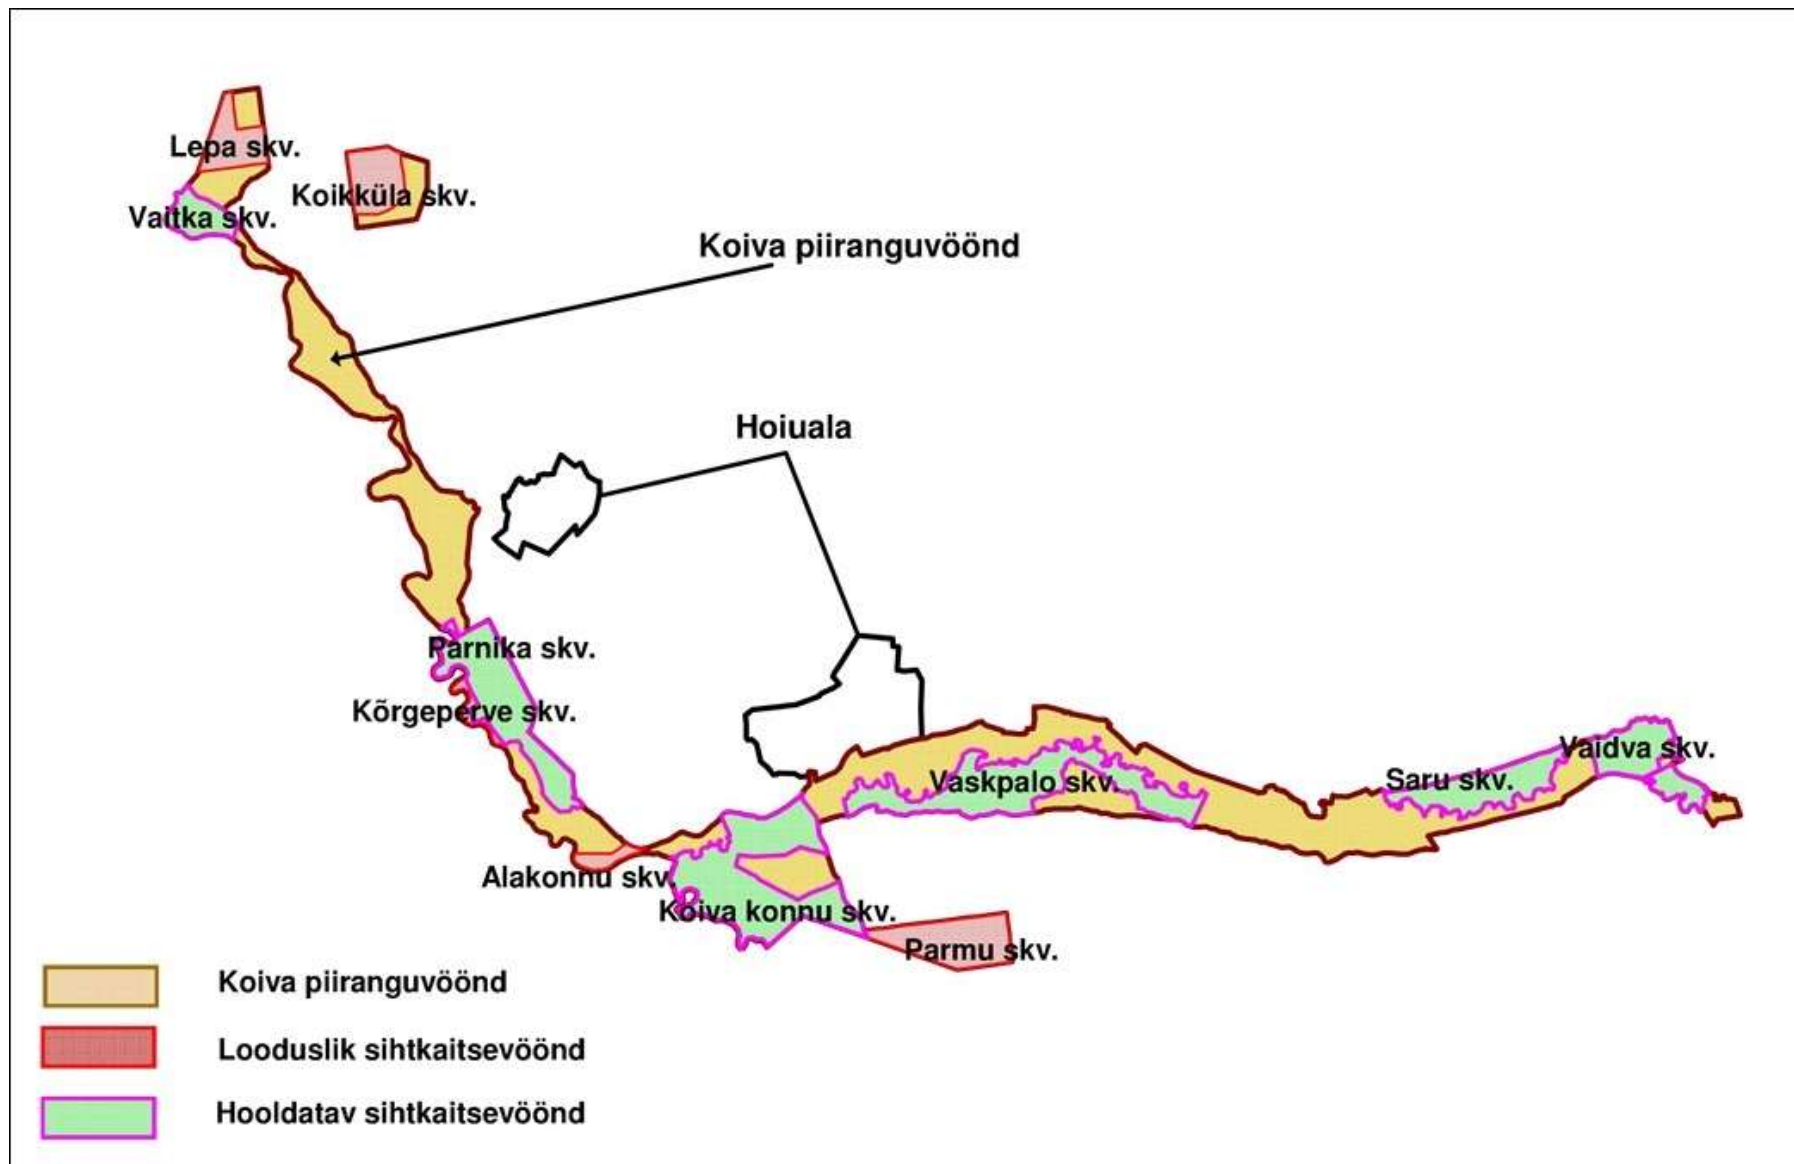 Lepa skv.
Koikküla skv.
Vaitka skv.
Koiva piiranguvöönd
Hoiuala
Parnika skv.
Kõrgeperve skv.
Vaidva skv.
Vaskpalo skv.
Saru skv.
Alakonnu skv.
Koiva konnu skv.
Parmu skv.
Koiva piiranguvöönd
Looduslik sihtkaitsevöönd
Hooldatav sihtkaitsevöönd